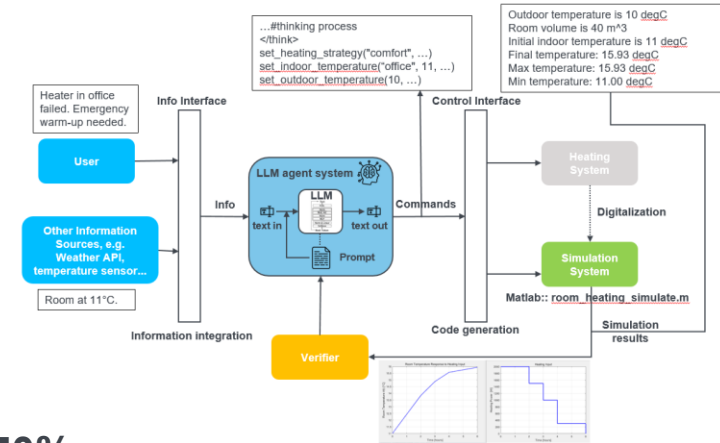 ...#thinking process
</think>
set_heating_strategy("comfort", ...)
set_indoor_temperature("office", 11, ...)
set_outdoor_temperature(10, ...)
Outdoor temperature is 10 degC
Room volume is 40 m^3
Initial indoor temperature is 11 degC
Final temperature: 15.93 degC
Max temperature: 15.93 degC
Min temperature: 11.00 degC
Heater in office
failed. Emergency
warm-up needed.
Info Interface
Control Interface
User
LLM agent system
LLM
text in
text out
Prompt
Info
Commands
Heating
System
Digitalization
Other Information
Sources, e.g.
Weather API,
temperature sensor...
Room at 11°C.
Simulation
System
Matlab:: room_heating_simulate.m
Information integration
Code generation
Simulation
results
Verifier